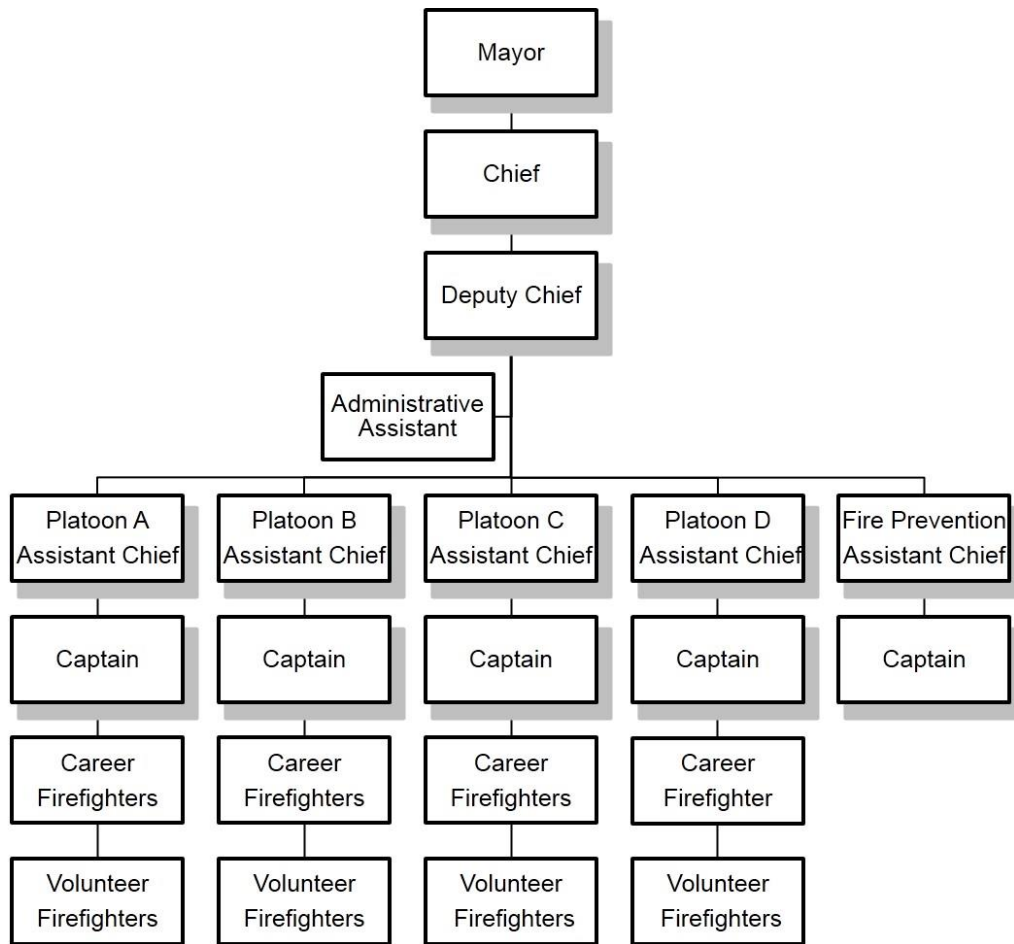 Mayor
Chief
Deputy Chief
Administrative
Assistant
Platoon A
Assistant Chief
Platoon B
Assistant Chief
Platoon C
Assistant Chief
Platoon D
Assistant Chief
Fire Prevention
Assistant Chief
Captain
Captain
Captain
Captain
Captain
Career
Firefighters
Career
Firefighters
Career
Firefighters
Career
Firefighter
Volunteer
Firefighters
Volunteer
Firefighters
Volunteer
Firefighters
Volunteer
Firefighters